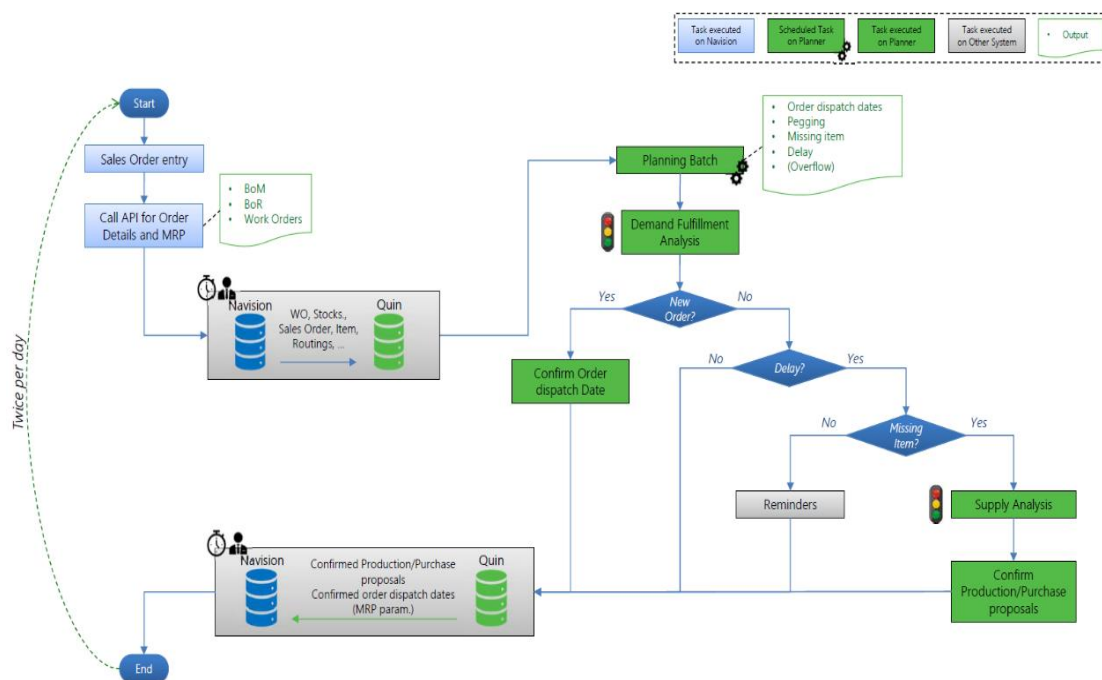 Task executed
on Navision
Scheduled Task
on Planner
Task executed
on Planner
Task executed
on Other System
• Output
Start
Sales Order entry
Call API for Order
Details and MRP
• BoM
• BoR
• Work Orders
Planning Batch
• Order dispatch dates
• Pegging
• Missing item
• Delay
• (Overflow)
Demand Fulfillment
Analysis
Navision
Quin
WO, Stocks.,
Sales Order, Item,
Routings, ...
Yes
New
Order?
No
Confirm Order
dispatch Date
No
Delay?
Yes
No
Missing
Item?
Yes
Reminders
Supply Analysis
Confirm
Production/Purchase
proposals
Navision
Quin
Confirmed Production/Purchase
proposals
Confirmed order dispatch dates
(MRP param.)
Twice per day
End